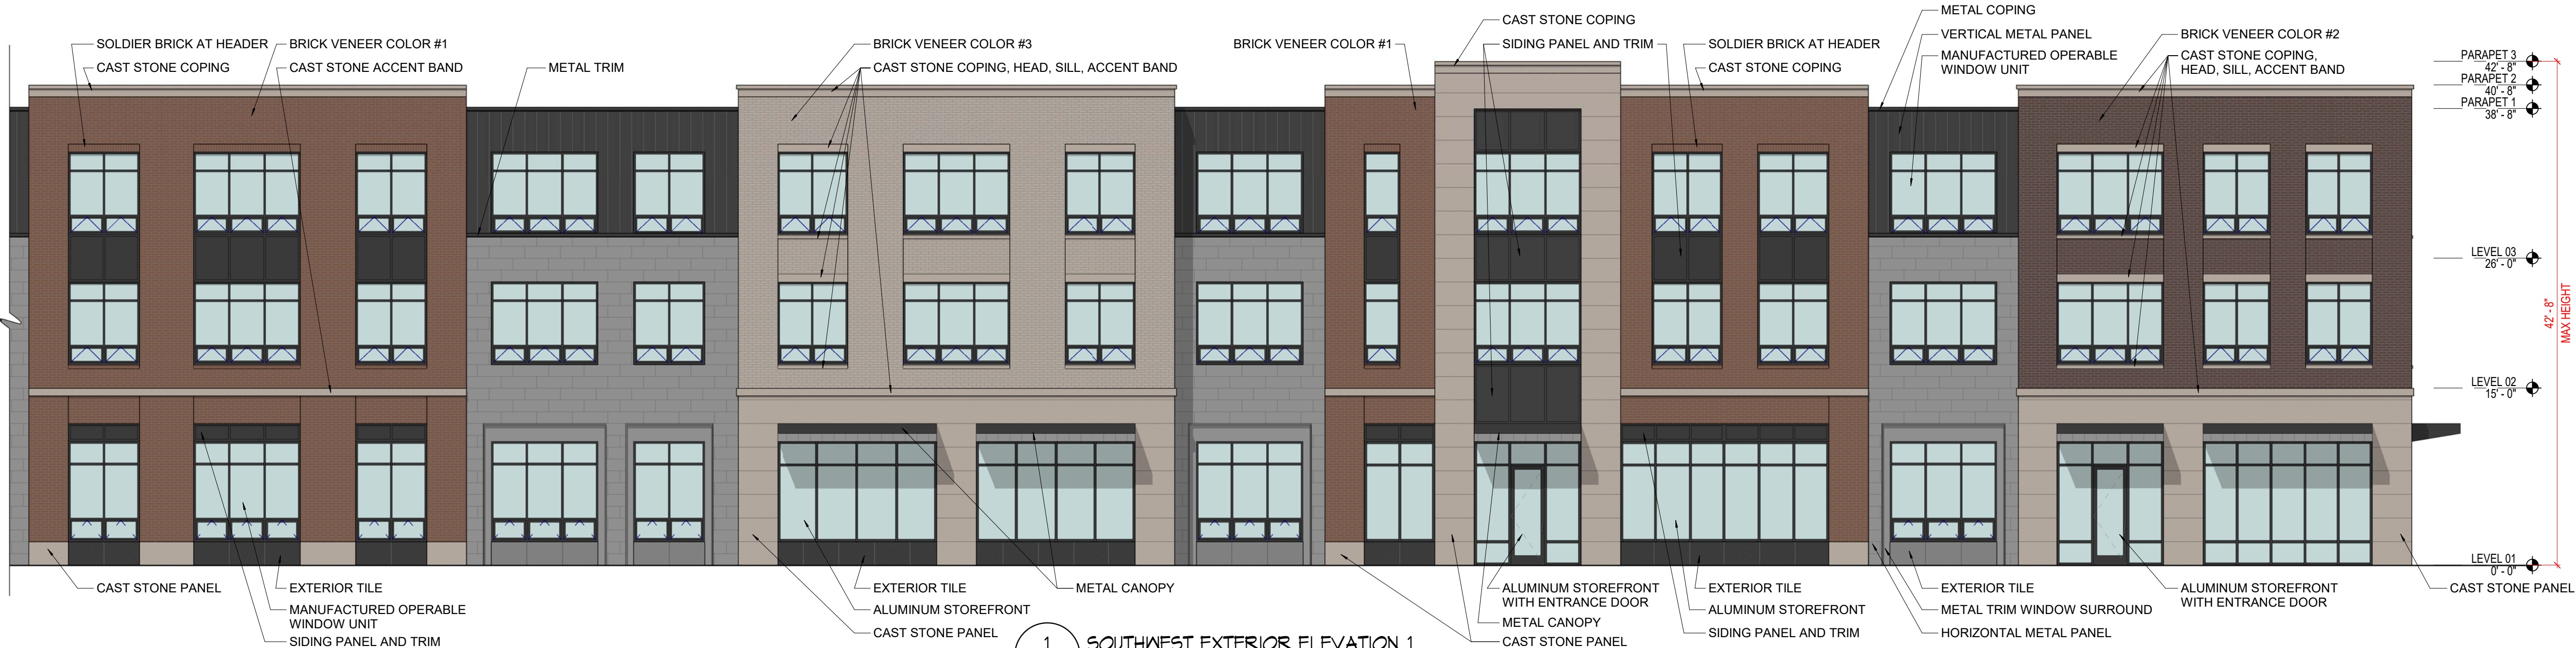 CAST STONE COPING
METAL COPING
SOLDIER BRICK AT HEADER
BRICK VENEER COLOR #1
BRICK VENEER COLOR #3
BRICK VENEER COLOR #1
SIDING PANEL AND TRIM
SOLDIER BRICK AT HEADER
VERTICAL METAL PANEL
BRICK VENEER COLOR #2
CAST STONE COPING
CAST STONE ACCENT BAND
METAL TRIM
CAST STONE COPING, HEAD, SILL, ACCENT BAND
CAST STONE COPING
MANUFACTURED OPERABLE
WINDOW UNIT
CAST STONE COPING,
HEAD, SILL, ACCENT BAND
PARAPET 3
42' - 8"
PARAPET 2
40' - 8"
PARAPET 1
38' - 8"
LEVEL 03
26' - 0"
42' - 8"
MAX HEIGHT
LEVEL 02
15' - 0"
LEVEL 01
0' - 0"
CAST STONE PANEL
EXTERIOR TILE
MANUFACTURED OPERABLE
WINDOW UNIT
SIDING PANEL AND TRIM
EXTERIOR TILE
METAL CANOPY
ALUMINUM STOREFRONT
CAST STONE PANEL
ALUMINUM STOREFRONT
WITH ENTRANCE DOOR
METAL CANOPY
CAST STONE PANEL
EXTERIOR TILE
ALUMINUM STOREFRONT
SIDING PANEL AND TRIM
EXTERIOR TILE
METAL TRIM WINDOW SURROUND
HORIZONTAL METAL PANEL
ALUMINUM STOREFRONT
WITH ENTRANCE DOOR
CAST STONE PANEL
1
SOUTHWEST EXTERIOR ELEVATION 1